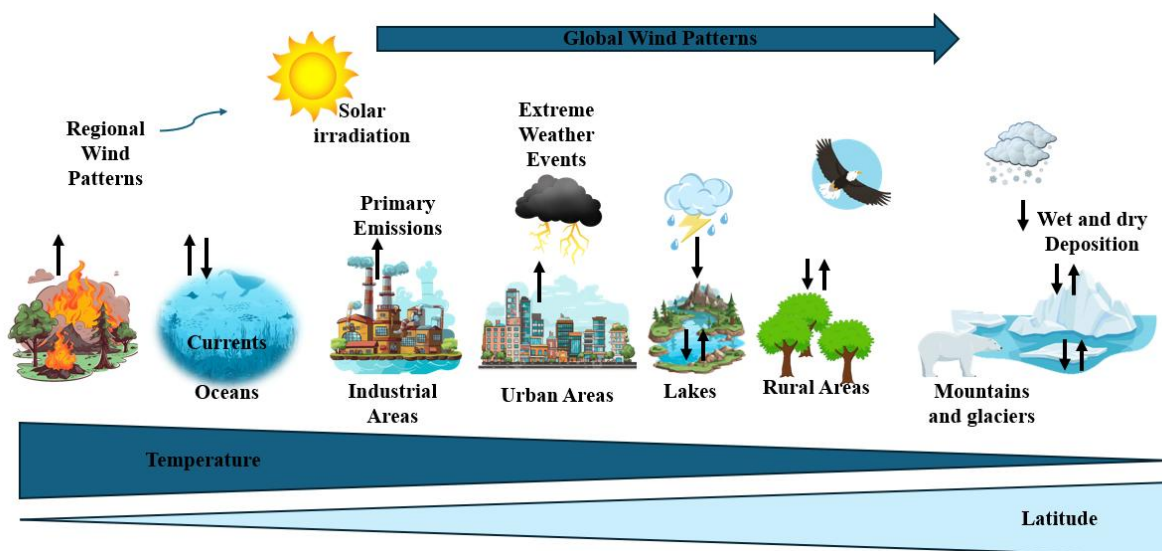 Global Wind Patterns
Regional
Wind
Patterns
Solar
irradiation
Extreme
Weather
Events
Primary
Emissions
Wet and dry
Deposition
Currents
Oceans
Industrial
Areas
Urban Areas
Lakes
Rural Areas
Mountains
and glaciers
Temperature
Latitude